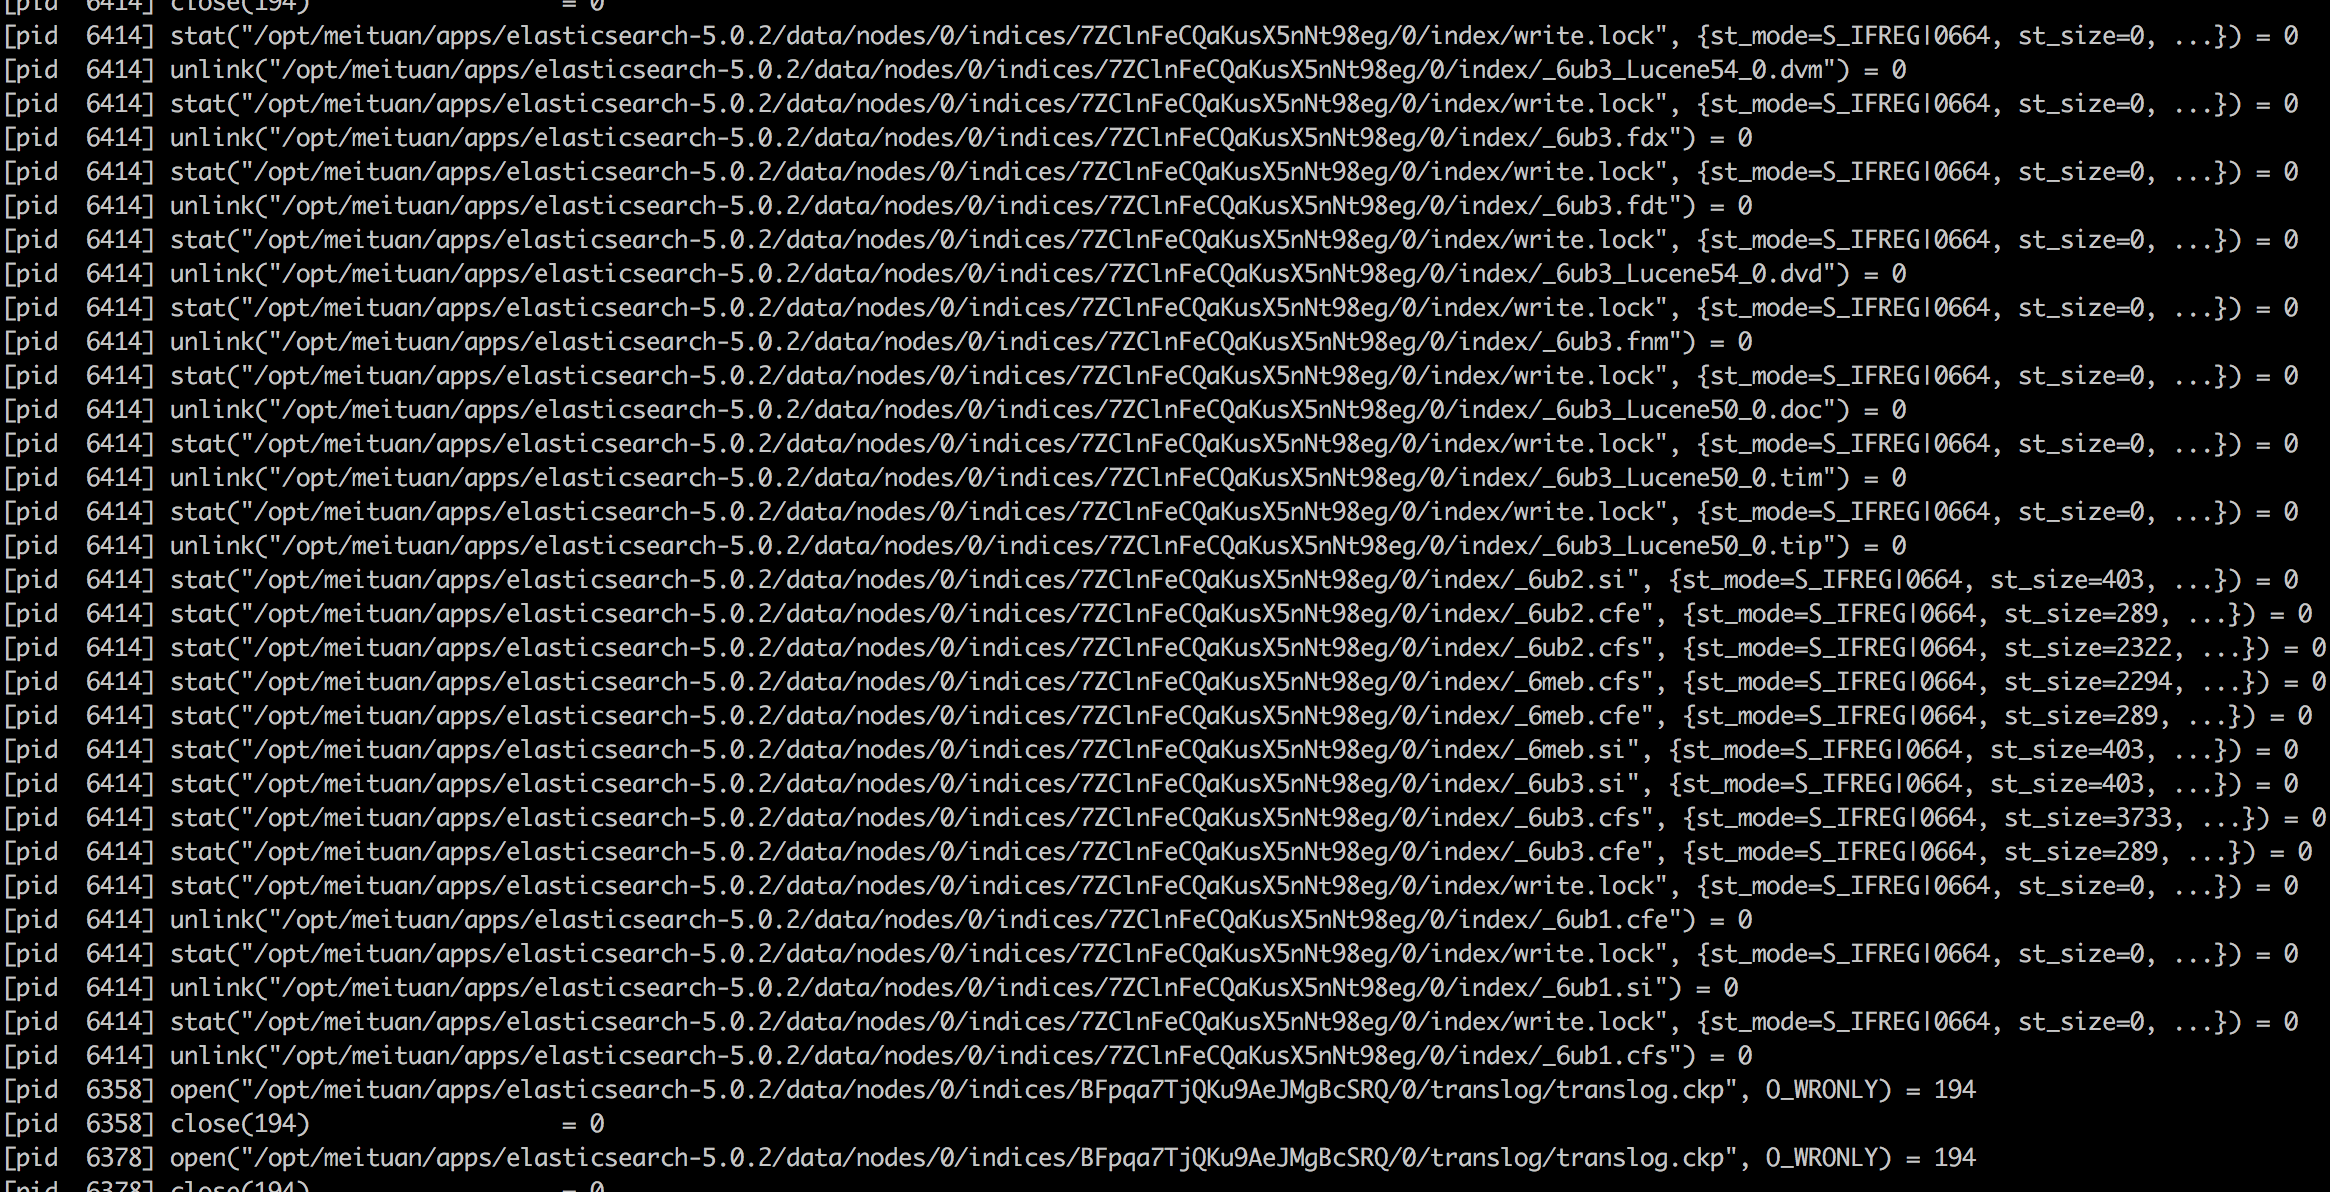 [pid  6414] close(194)                  = 0
[pid  6414] stat("/opt/meituan/apps/elasticsearch-5.0.2/data/nodes/0/indices/7ZClnFeCQaKusX5nNt98eg/0/index/write.lock", {st_mode=S_IFREG|0664, st_size=0, ...}) = 0
[pid  6414] unlink("/opt/meituan/apps/elasticsearch-5.0.2/data/nodes/0/indices/7ZClnFeCQaKusX5nNt98eg/0/index/_6ub3_Lucene54_0.dvm") = 0
[pid  6414] stat("/opt/meituan/apps/elasticsearch-5.0.2/data/nodes/0/indices/7ZClnFeCQaKusX5nNt98eg/0/index/write.lock", {st_mode=S_IFREG|0664, st_size=0, ...}) = 0
[pid  6414] unlink("/opt/meituan/apps/elasticsearch-5.0.2/data/nodes/0/indices/7ZClnFeCQaKusX5nNt98eg/0/index/_6ub3.fdx") = 0
[pid  6414] stat("/opt/meituan/apps/elasticsearch-5.0.2/data/nodes/0/indices/7ZClnFeCQaKusX5nNt98eg/0/index/write.lock", {st_mode=S_IFREG|0664, st_size=0, ...}) = 0
[pid  6414] unlink("/opt/meituan/apps/elasticsearch-5.0.2/data/nodes/0/indices/7ZClnFeCQaKusX5nNt98eg/0/index/_6ub3.fdt") = 0
[pid  6414] stat("/opt/meituan/apps/elasticsearch-5.0.2/data/nodes/0/indices/7ZClnFeCQaKusX5nNt98eg/0/index/write.lock", {st_mode=S_IFREG|0664, st_size=0, ...}) = 0
[pid  6414] unlink("/opt/meituan/apps/elasticsearch-5.0.2/data/nodes/0/indices/7ZClnFeCQaKusX5nNt98eg/0/index/_6ub3_Lucene54_0.dvd") = 0
[pid  6414] stat("/opt/meituan/apps/elasticsearch-5.0.2/data/nodes/0/indices/7ZClnFeCQaKusX5nNt98eg/0/index/write.lock", {st_mode=S_IFREG|0664, st_size=0, ...}) = 0
[pid  6414] unlink("/opt/meituan/apps/elasticsearch-5.0.2/data/nodes/0/indices/7ZClnFeCQaKusX5nNt98eg/0/index/_6ub3.fnm") = 0
[pid  6414] stat("/opt/meituan/apps/elasticsearch-5.0.2/data/nodes/0/indices/7ZClnFeCQaKusX5nNt98eg/0/index/write.lock", {st_mode=S_IFREG|0664, st_size=0, ...}) = 0
[pid  6414] unlink("/opt/meituan/apps/elasticsearch-5.0.2/data/nodes/0/indices/7ZClnFeCQaKusX5nNt98eg/0/index/_6ub3_Lucene50_0.doc") = 0
[pid  6414] stat("/opt/meituan/apps/elasticsearch-5.0.2/data/nodes/0/indices/7ZClnFeCQaKusX5nNt98eg/0/index/write.lock", {st_mode=S_IFREG|0664, st_size=0, ...}) = 0
[pid  6414] unlink("/opt/meituan/apps/elasticsearch-5.0.2/data/nodes/0/indices/7ZClnFeCQaKusX5nNt98eg/0/index/_6ub3_Lucene50_0.tim") = 0
[pid  6414] stat("/opt/meituan/apps/elasticsearch-5.0.2/data/nodes/0/indices/7ZClnFeCQaKusX5nNt98eg/0/index/write.lock", {st_mode=S_IFREG|0664, st_size=0, ...}) = 0
[pid  6414] unlink("/opt/meituan/apps/elasticsearch-5.0.2/data/nodes/0/indices/7ZClnFeCQaKusX5nNt98eg/0/index/_6ub3_Lucene50_0.tip") = 0
[pid  6414] stat("/opt/meituan/apps/elasticsearch-5.0.2/data/nodes/0/indices/7ZClnFeCQaKusX5nNt98eg/0/index/_6ub2.si", {st_mode=S_IFREG|0664, st_size=403, ...}) = 0
[pid  6414] stat("/opt/meituan/apps/elasticsearch-5.0.2/data/nodes/0/indices/7ZClnFeCQaKusX5nNt98eg/0/index/_6ub2.cfe", {st_mode=S_IFREG|0664, st_size=289, ...}) = 0
[pid  6414] stat("/opt/meituan/apps/elasticsearch-5.0.2/data/nodes/0/indices/7ZClnFeCQaKusX5nNt98eg/0/index/_6ub2.cfs", {st_mode=S_IFREG|0664, st_size=2322, ...}) = 0
[pid  6414] stat("/opt/meituan/apps/elasticsearch-5.0.2/data/nodes/0/indices/7ZClnFeCQaKusX5nNt98eg/0/index/_6meb.cfs", {st_mode=S_IFREG|0664, st_size=2294, ...}) = 0
[pid  6414] stat("/opt/meituan/apps/elasticsearch-5.0.2/data/nodes/0/indices/7ZClnFeCQaKusX5nNt98eg/0/index/_6meb.cfe", {st_mode=S_IFREG|0664, st_size=289, ...}) = 0
[pid  6414] stat("/opt/meituan/apps/elasticsearch-5.0.2/data/nodes/0/indices/7ZClnFeCQaKusX5nNt98eg/0/index/_6meb.si", {st_mode=S_IFREG|0664, st_size=403, ...}) = 0
[pid  6414] stat("/opt/meituan/apps/elasticsearch-5.0.2/data/nodes/0/indices/7ZClnFeCQaKusX5nNt98eg/0/index/_6ub3.si", {st_mode=S_IFREG|0664, st_size=403, ...}) = 0
[pid  6414] stat("/opt/meituan/apps/elasticsearch-5.0.2/data/nodes/0/indices/7ZClnFeCQaKusX5nNt98eg/0/index/_6ub3.cfs", {st_mode=S_IFREG|0664, st_size=3733, ...}) = 0
[pid  6414] stat("/opt/meituan/apps/elasticsearch-5.0.2/data/nodes/0/indices/7ZClnFeCQaKusX5nNt98eg/0/index/_6ub3.cfe", {st_mode=S_IFREG|0664, st_size=289, ...}) = 0
[pid  6414] stat("/opt/meituan/apps/elasticsearch-5.0.2/data/nodes/0/indices/7ZClnFeCQaKusX5nNt98eg/0/index/write.lock", {st_mode=S_IFREG|0664, st_size=0, ...}) = 0
[pid  6414] unlink("/opt/meituan/apps/elasticsearch-5.0.2/data/nodes/0/indices/7ZClnFeCQaKusX5nNt98eg/0/index/_6ub1.cfe") = 0
[pid  6414] stat("/opt/meituan/apps/elasticsearch-5.0.2/data/nodes/0/indices/7ZClnFeCQaKusX5nNt98eg/0/index/write.lock", {st_mode=S_IFREG|0664, st_size=0, ...}) = 0
[pid  6414] unlink("/opt/meituan/apps/elasticsearch-5.0.2/data/nodes/0/indices/7ZClnFeCQaKusX5nNt98eg/0/index/_6ub1.si") = 0
[pid  6414] stat("/opt/meituan/apps/elasticsearch-5.0.2/data/nodes/0/indices/7ZClnFeCQaKusX5nNt98eg/0/index/write.lock", {st_mode=S_IFREG|0664, st_size=0, ...}) = 0
[pid  6414] unlink("/opt/meituan/apps/elasticsearch-5.0.2/data/nodes/0/indices/7ZClnFeCQaKusX5nNt98eg/0/index/_6ub1.cfs") = 0
[pid  6358] open("/opt/meituan/apps/elasticsearch-5.0.2/data/nodes/0/indices/BFpqa7TjQKu9AeJMgBcSRQ/0/translog/translog.ckp", O_WRONLY) = 194
[pid  6358] close(194)                  = 0
[pid  6378] open("/opt/meituan/apps/elasticsearch-5.0.2/data/nodes/0/indices/BFpqa7TjQKu9AeJMgBcSRQ/0/translog/translog.ckp", O_WRONLY) = 194
[pid  6378] close(194)                  = 0